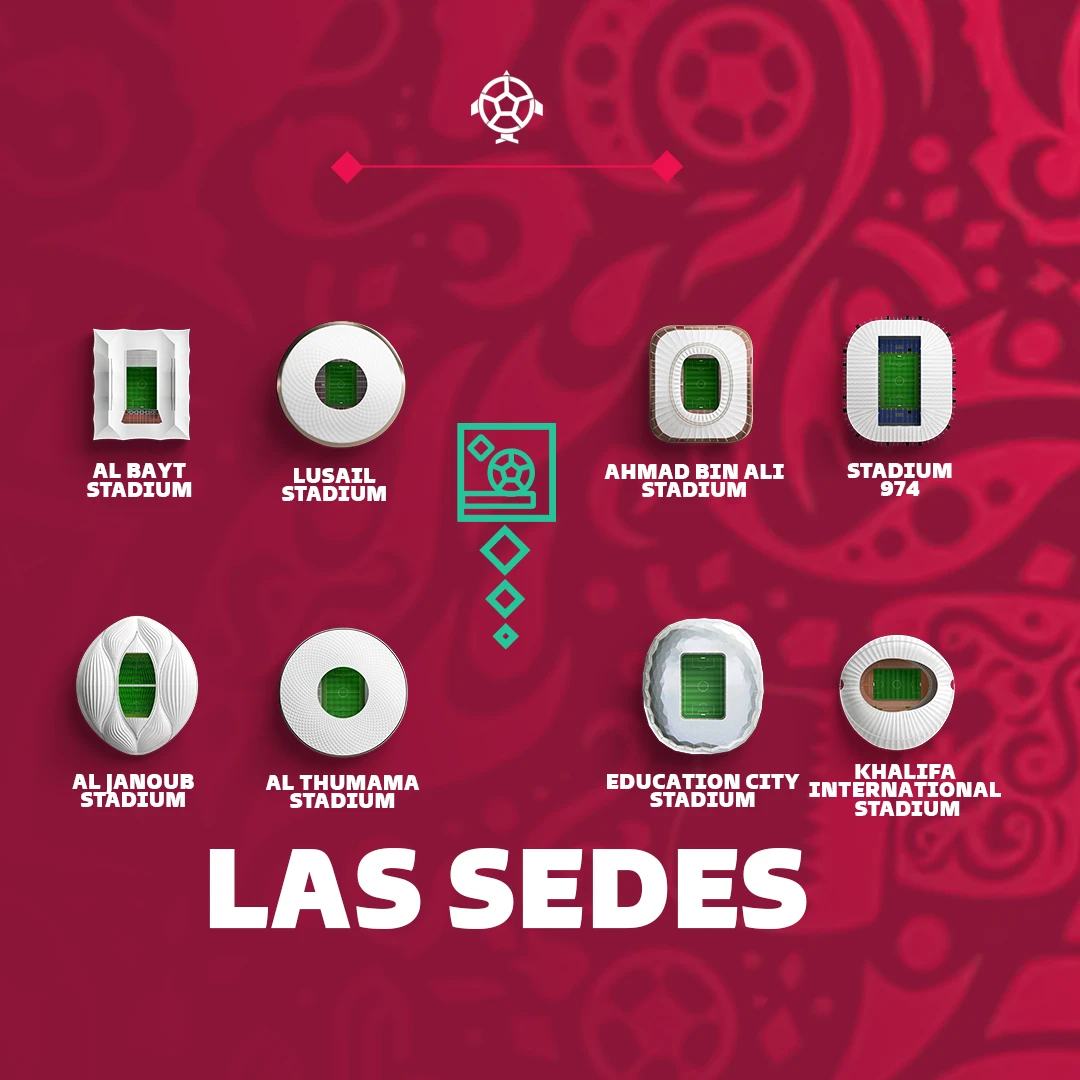 AL BAYT
STADIUM
LUSAIL
STADIUM
AHMAD BIN ALI
STADIUM
STADIUM
974
AL JANOUB
STADIUM
AL THUMAMA
STADIUM
EDUCATION CITY
STADIUM
KHALIFA
INTERNATIONAL
STADIUM
LAS SEDES